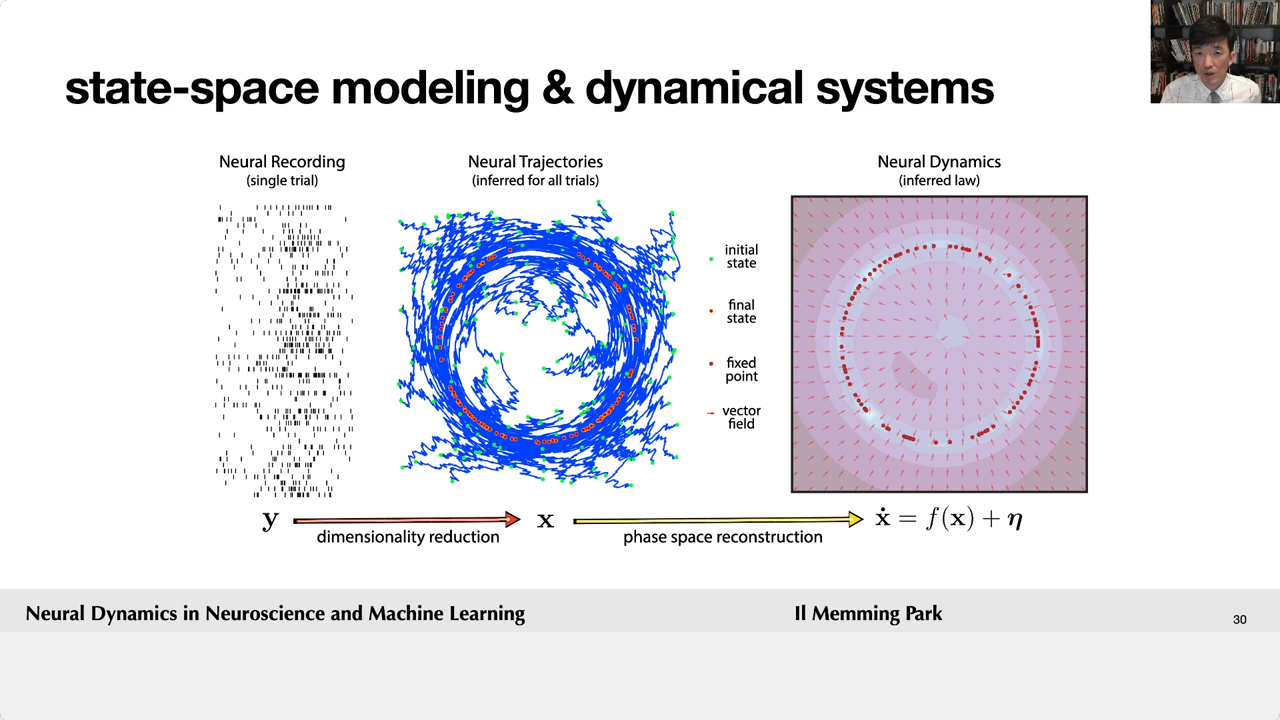 state-space modeling & dynamical systems
Neural Recording
(single trial)
Neural Trajectories
(inferred for all trials)
Neural Dynamics
(inferred law)
initial
state
final
state
fixed
point
vector
field
y
dimensionality reduction
x
phase space reconstruction
ẋ = f(x) + η
Neural Dynamics in Neuroscience and Machine Learning
Il Memming Park
30